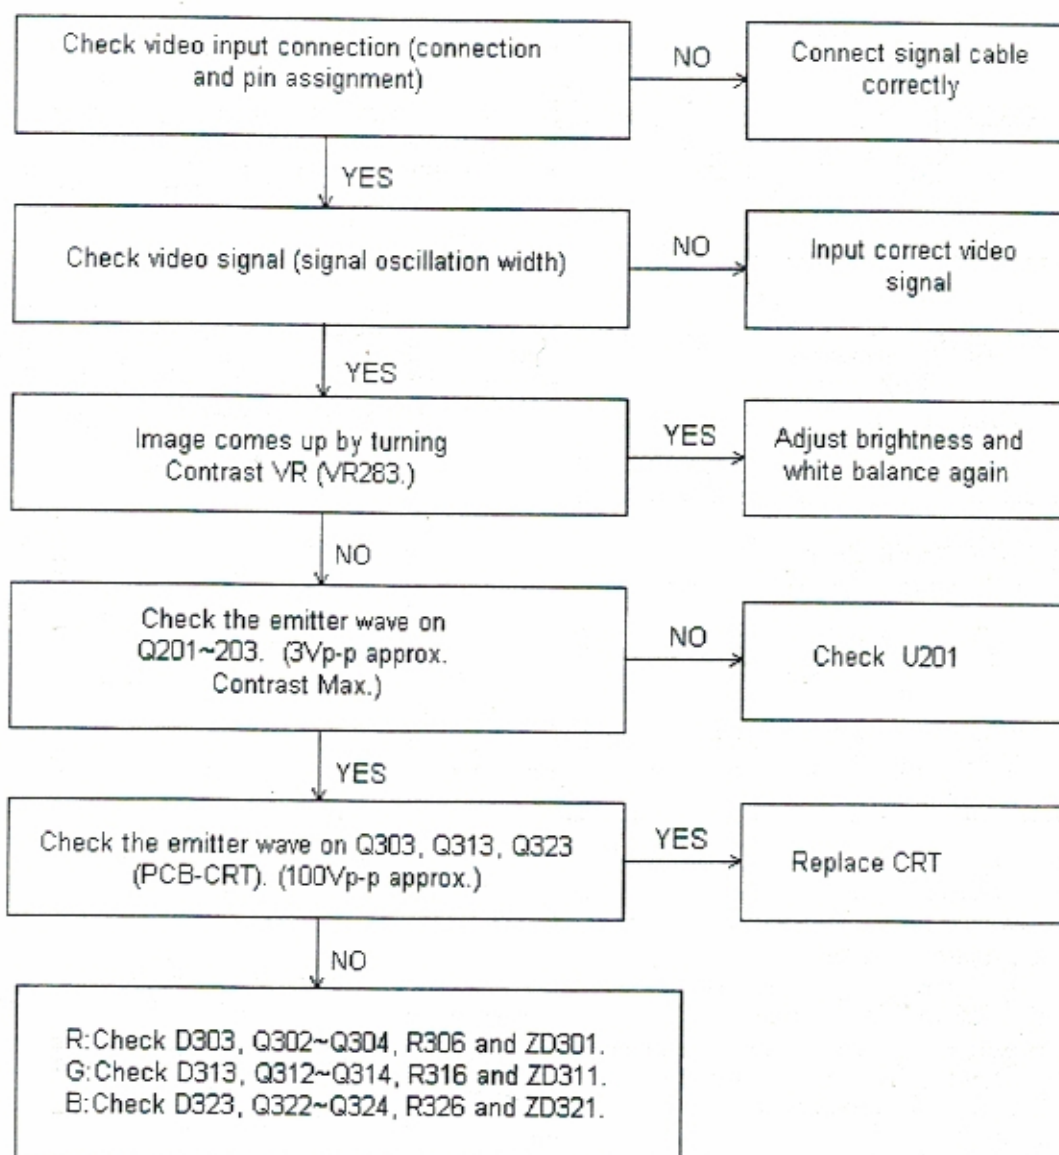 Check video input connection (connection
and pin assignment)
NO
Connect signal cable
correctly
YES
Check video signal (signal oscillation width)
NO
Input correct video
signal
YES
Image comes up by turning
Contrast VR (VR283.)
YES
Adjust brightness and
white balance again
NO
Check the emitter wave on
Q201~203. (3Vp-p approx.
Contrast Max.)
NO
Check U201
YES
Check the emitter wave on Q303, Q313, Q323
(PCB-CRT). (100Vp-p approx.)
YES
Replace CRT
NO
R:Check D303, Q302~Q304, R306 and ZD301.
G:Check D313, Q312~Q314, R316 and ZD311.
B:Check D323, Q322~Q324, R326 and ZD321.